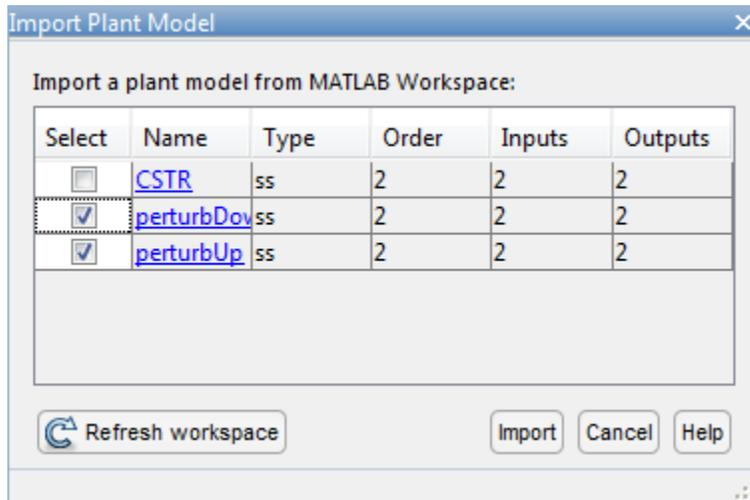 Import Plant Model
Import a plant model from MATLAB Workspace:
Select Name Type Order Inputs Outputs
CSTR ss 2 2 2
perturbDov ss 2 2 2
perturbUp ss 2 2 2
Refresh workspace Import Cancel Help